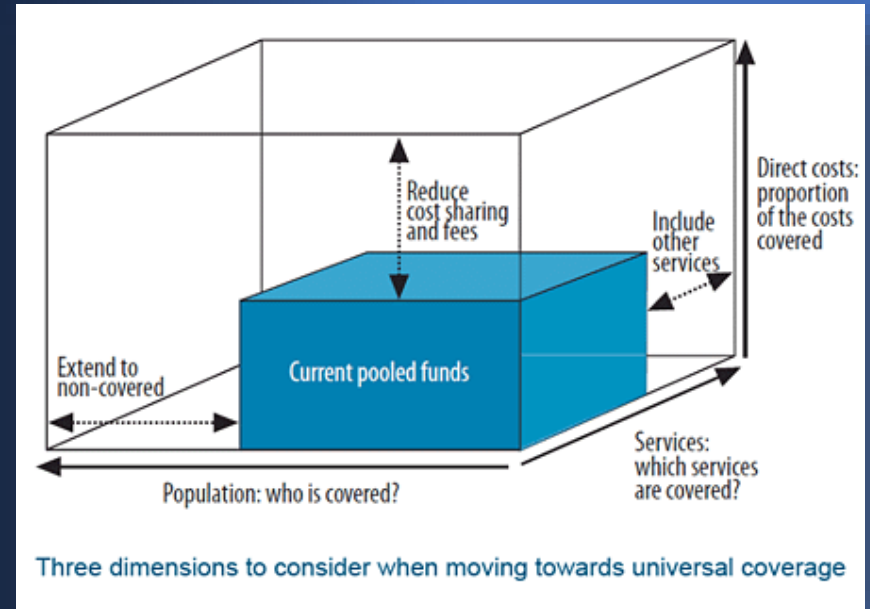 Reduce
cost sharing
and fees
Direct costs:
proportion
of the costs
covered
Include
other
services
Extend to
non-covered
Current pooled funds
Services:
which services
are covered?
Population: who is covered?
Three dimensions to consider when moving towards universal coverage